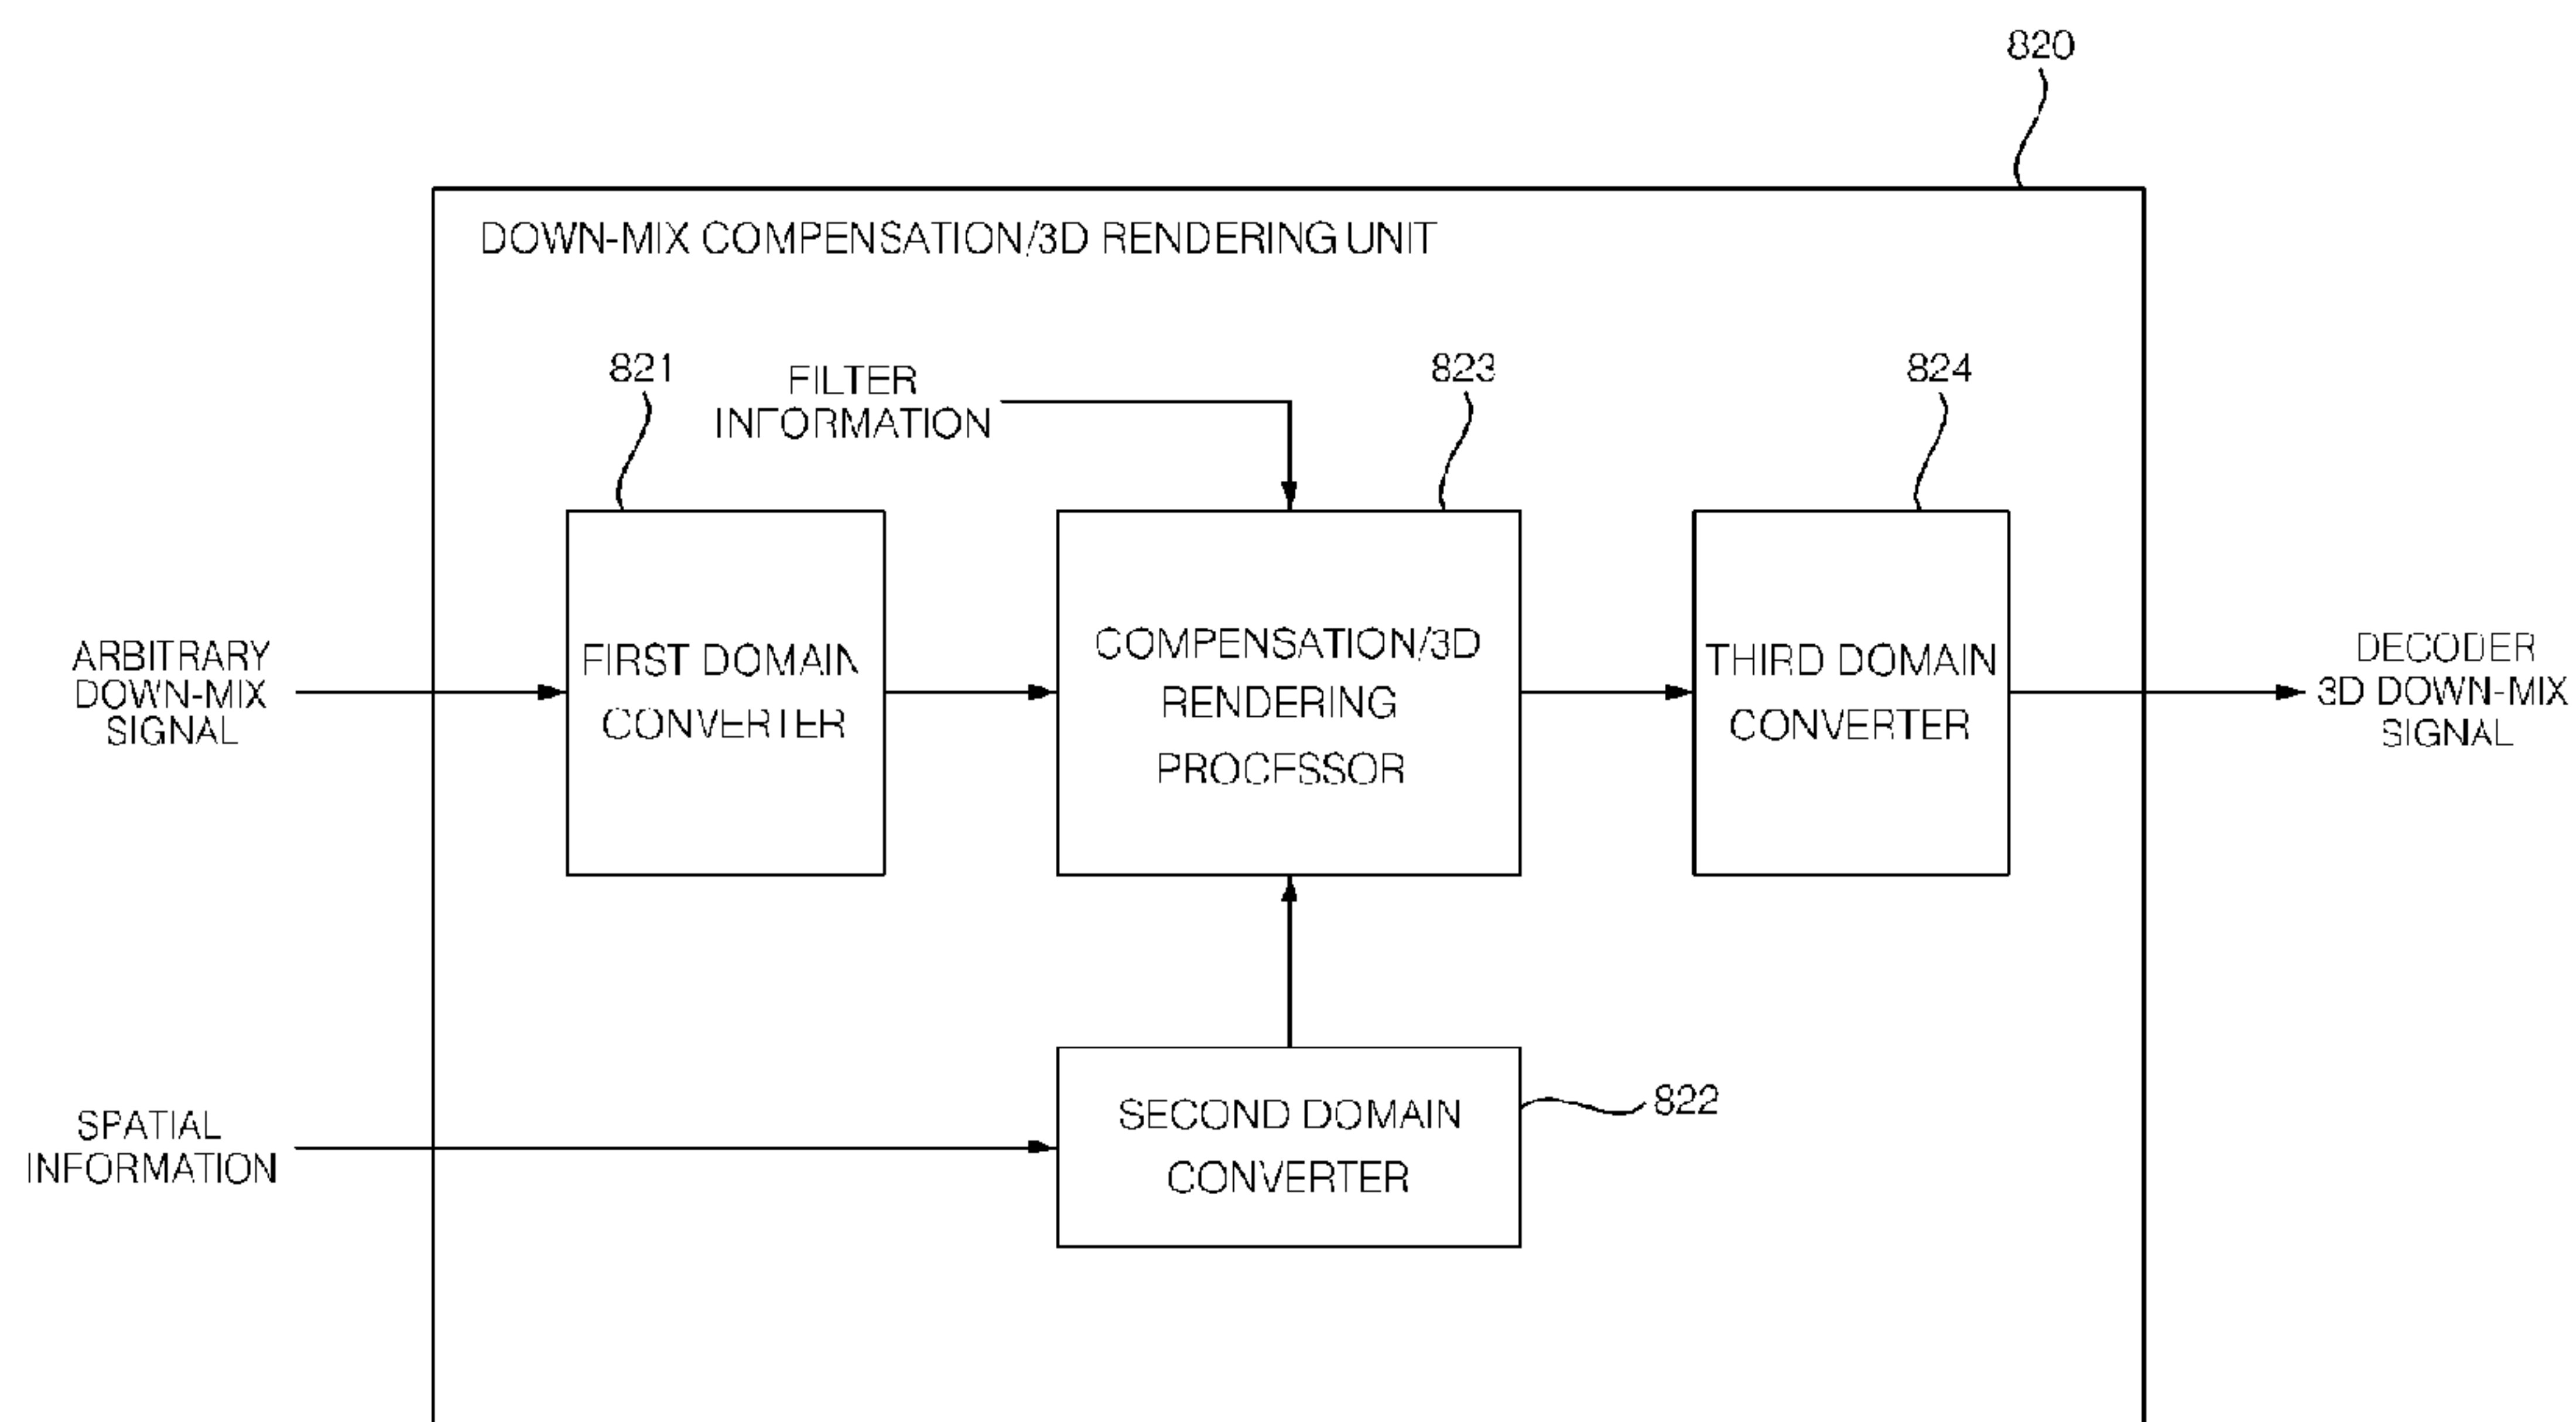 820
DOWN-MIX COMPENSATION/3D RENDERING UNIT
821
FILTER
INFORMATION
823
824
ARBITRARY
DOWN-MIX
SIGNAL
FIRST DOMAIN
CONVERTER
COMPENSATION/3D
RENDERING
PROCESSOR
THIRD DOMAIN
CONVERTER
DECODER
3D DOWN-MIX
SIGNAL
SPATIAL
INFORMATION
SECOND DOMAIN
CONVERTER
822